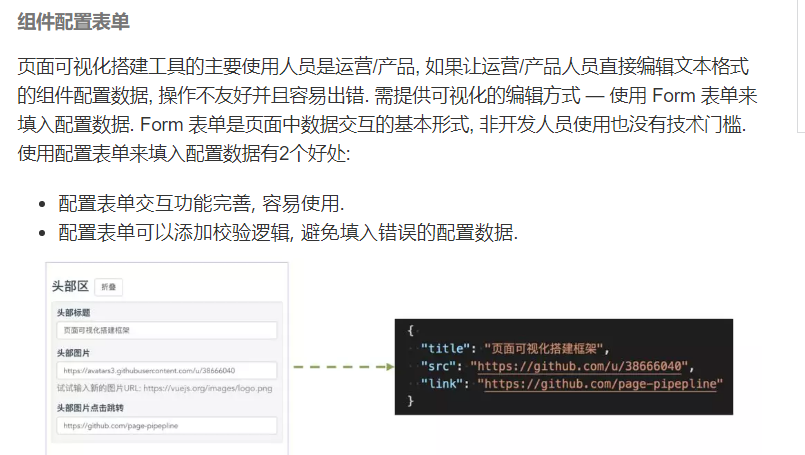 组件配置表单
页面可视化搭建工具的主要使用人员是运营/产品, 如果让运营/产品人员直接编辑文本格式
的组件配置数据, 操作不友好并且容易出错. 需提供可视化的编辑方式 — 使用 Form 表单来
填入配置数据. Form 表单是页面中数据交互的基本形式, 非开发人员使用也没有技术门槛.
使用配置表单来填入配置数据有2个好处:
• 配置表单交互功能完善, 容易使用.
• 配置表单可以添加校验逻辑, 避免填入错误的配置数据.
头部区 折叠
头部标题
页面可视化搭建框架
头部图片
https://avatars3.githubusercontent.com/u/38666040
试试输入新的图片URL: https://vuejs.org/images/logo.png
头部图片点击跳转
https://github.com/page-pipepline
{
"title": "页面可视化搭建框架",
"src": "https://github.com/u/38666040",
"link": "https://github.com/page-pipepline"
}